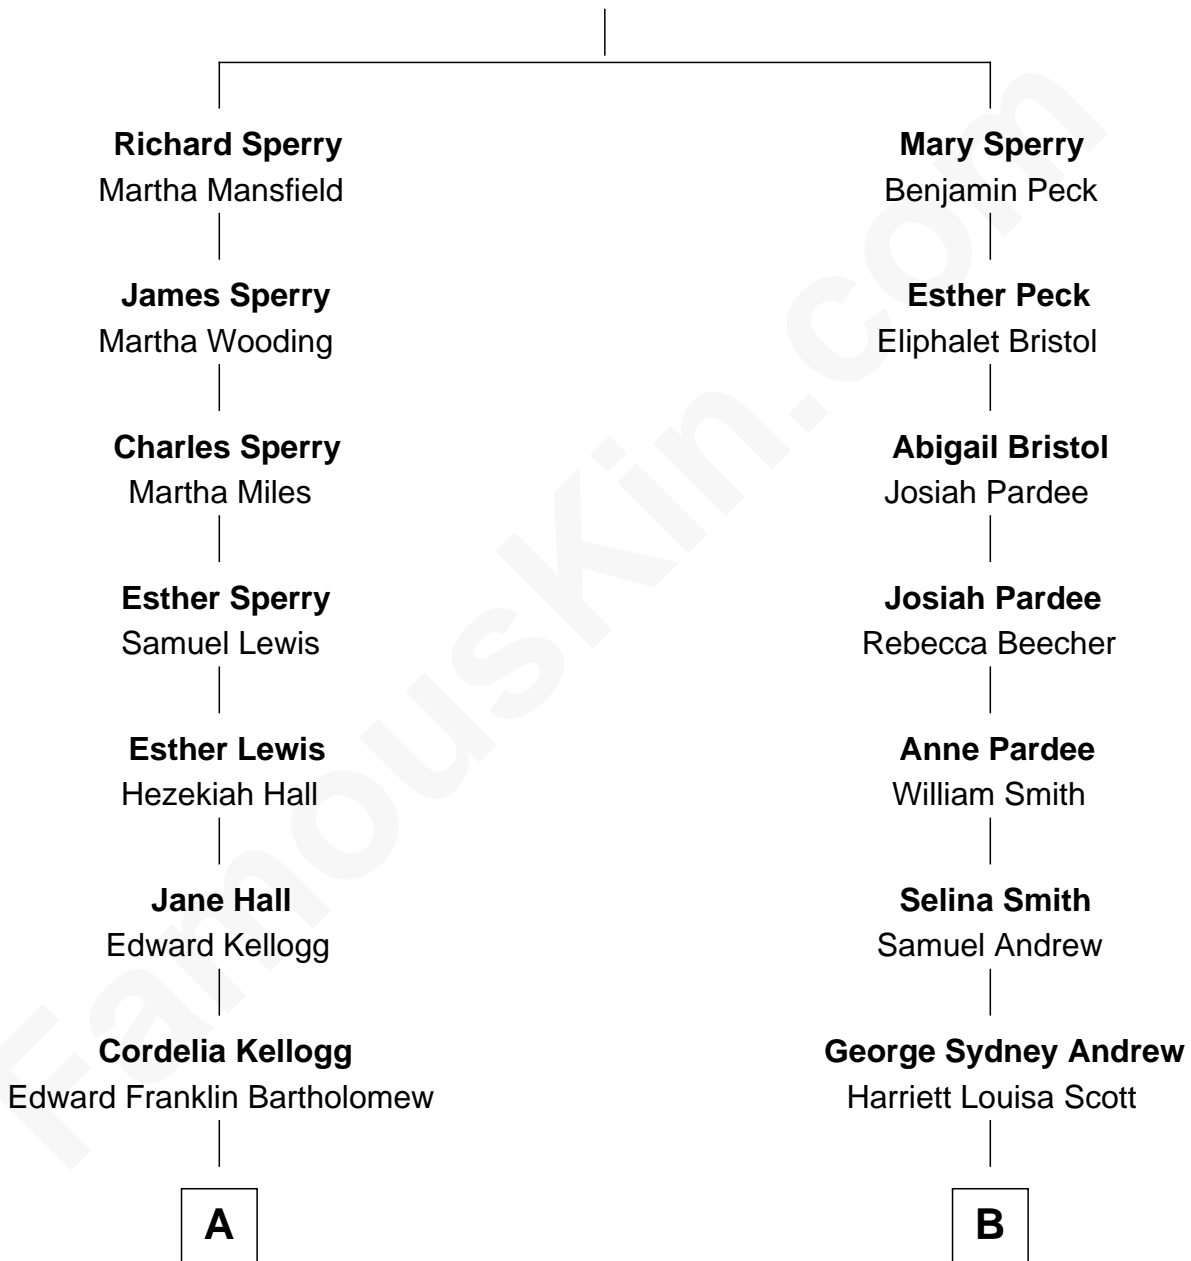 Richard Sperry
Martha Mansfield
James Sperry
Martha Wooding
Charles Sperry
Martha Miles
Esther Sperry
Samuel Lewis
Esther Lewis
Hezekiah Hall
Jane Hall
Edward Kellogg
Cordelia Kellogg
Edward Franklin Bartholomew
A
Mary Sperry
Benjamin Peck
Esther Peck
Eliphalet Bristol
Abigail Bristol
Josiah Pardee
Josiah Pardee
Rebecca Beecher
Anne Pardee
William Smith
Selina Smith
Samuel Andrew
George Sydney Andrew
Harriett Louisa Scott
B
FamousKin.com